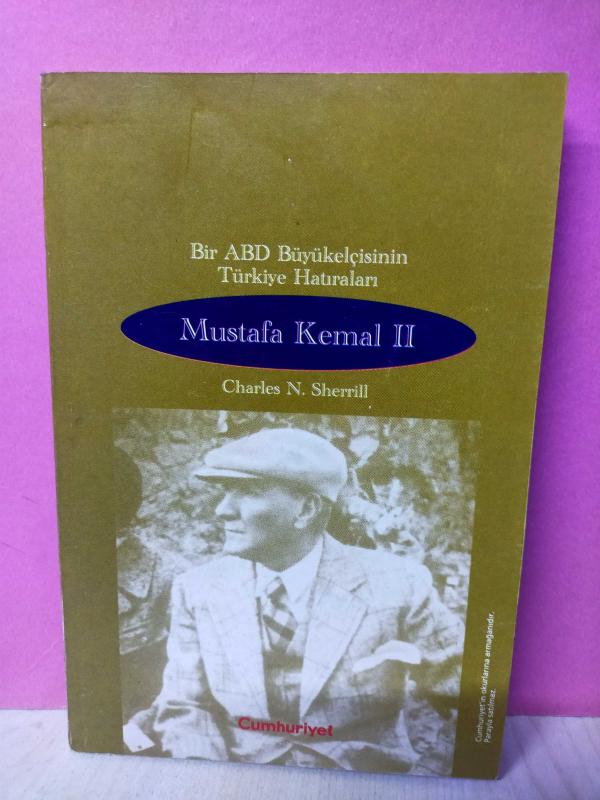 Bir ABD Büyükelçisinin
Türkiye Hatıraları
Mustafa Kemal II
Charles N. Sherrill
Cumhuriyet
Cumhuriyet'in okurlarına armağanıdır.
Parayla satılmaz.